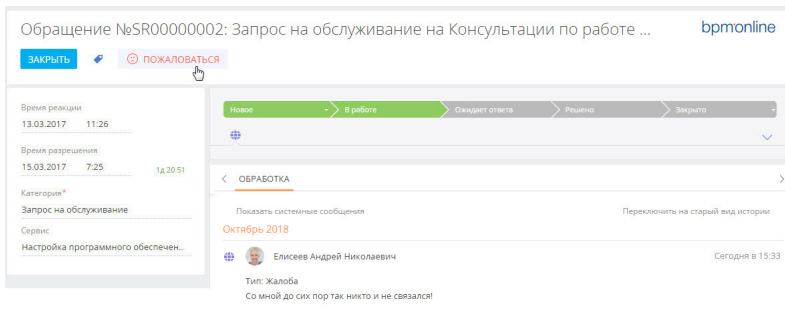 Обращение №SR00000002: Запрос на обслуживание на Консультации по работе ...
bpm'online
ЗАКРЫТЬ
ПОЖАЛОВАТЬСЯ
Время реакции
13.03.2017 11:26
Время разрешения
15.03.2017 7:25 1д 20:51
Категория*
Запрос на обслуживание
Сервис
Настройка программного обеспечен...
Новое В работе Ожидает ответа Решено Закрыто
ОБРАБОТКА
Показать системные сообщения Переключить на старый вид истории
Октябрь 2018
Елисеев Андрей Николаевич Сегодня в 15:33
Тип: Жалоба
Со мной до сих пор так никто и не связался!